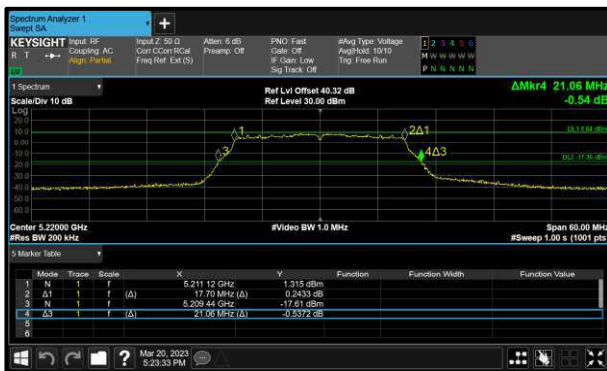 Spectrum Analyzer 1
Swept SA
KEYSIGHT
R T
Input: RF
Coupling: AC
Align: Partial
Input Z: 50 Ω
Corr CCorr RCal
Freq Ref: Ext (S)
Atten: 6 dB
Preamp: Off
PNO: Fast
Gate: Off
IF Gain: Low
Sig Track: Off
#Avg Type: Voltage
Avg|Hold: 10/10
Trig: Free Run
1 2 3 4 5 6
M W W W W W
P N N N N N
1 Spectrum
Scale/Div 10 dB
Log
Ref Lvl Offset 40.32 dB
Ref Level 30.00 dBm
ΔMkr4 21.06 MHz
-0.54 dB
20.0
10.0
0.00
-10.0
-20.0
-30.0
-40.0
-50.0
-60.0
1
2Δ1
3
4Δ3
DL1 8.64 dBm
DL2 -17.36 dBm
Center 5.22000 GHz
#Res BW 200 kHz
#Video BW 1.0 MHz
Span 60.00 MHz
#Sweep 1.00 s (1001 pts)
5 Marker Table
Mode Trace Scale X Y Function Function Width Function Value
1 N 1 f 5.211 12 GHz 1.315 dBm
2 Δ1 1 f (Δ) 17.70 MHz (Δ) 0.2433 dB
3 N 1 f 5.209 44 GHz -17.61 dBm
4 Δ3 1 f (Δ) 21.06 MHz (Δ) -0.5372 dB
5
6
?
Mar 20, 2023
5:23:33 PM